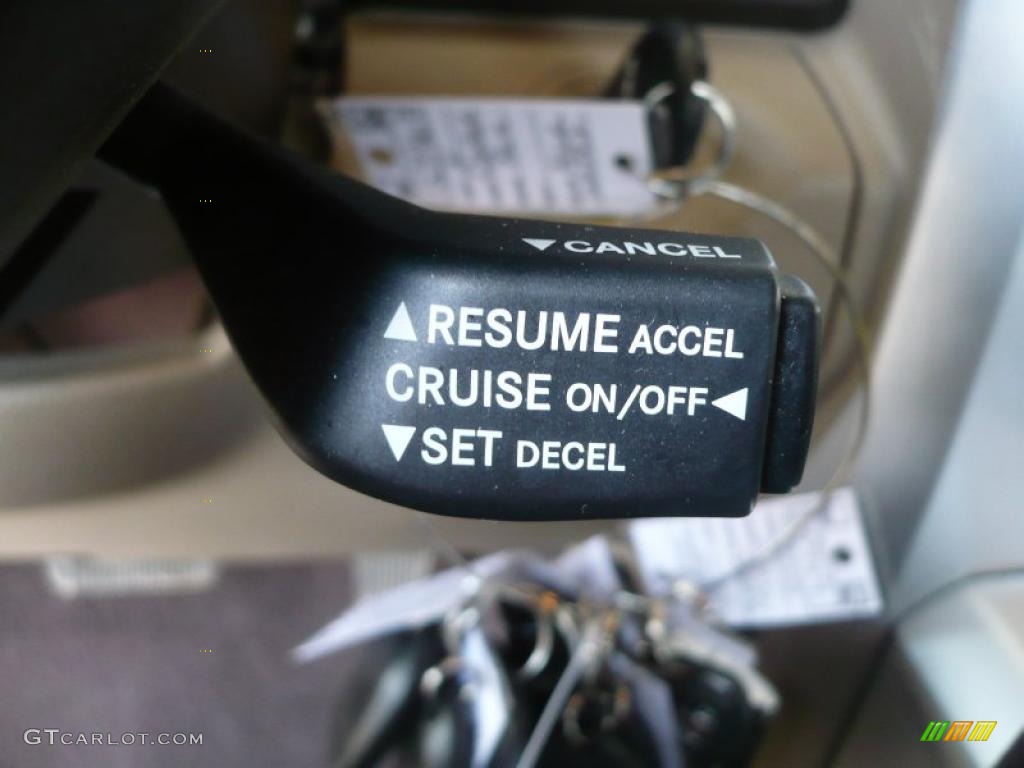 ▼CANCEL
▲RESUME ACCEL
CRUISE ON/OFF◀
▼SET DECEL
GTCARLOT.COM